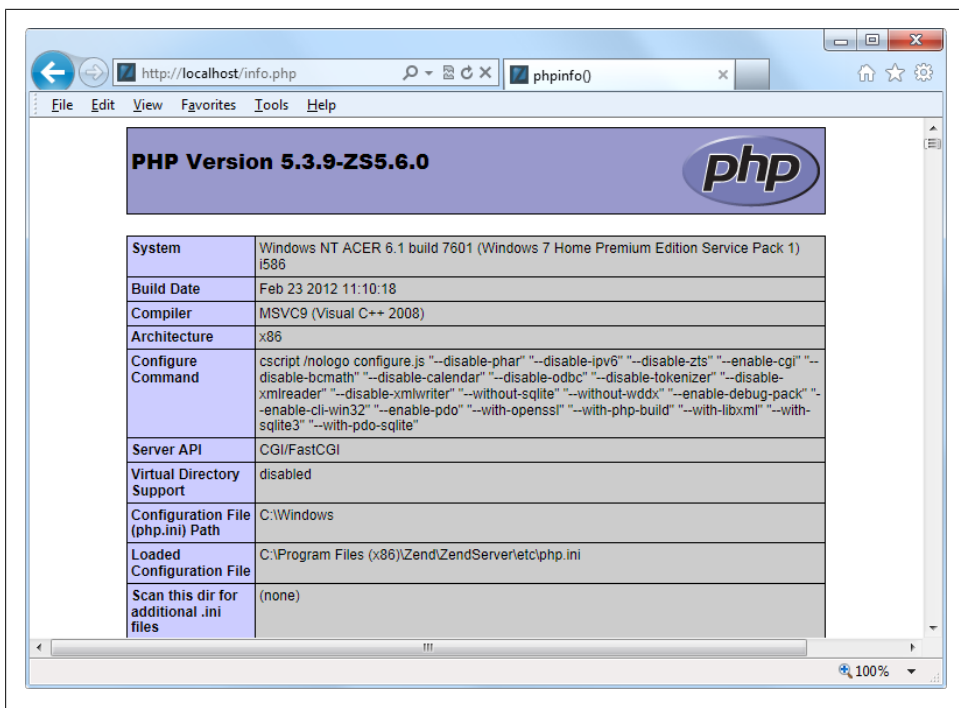 http://localhost/info.php
phpinfo()
File Edit View Favorites Tools Help
PHP Version 5.3.9-ZS5.6.0
php
System
Windows NT ACER 6.1 build 7601 (Windows 7 Home Premium Edition Service Pack 1)
i586
Build Date
Feb 23 2012 11:10:18
Compiler
MSVC9 (Visual C++ 2008)
Architecture
x86
Configure
Command
cscript /nologo configure.js "--disable-phar" "--disable-ipv6" "--disable-zts" "--enable-cgi" "--
disable-bcmath" "--disable-calendar" "--disable-odbc" "--disable-tokenizer" "--disable-
xmlreader" "--disable-xmlwriter" "--without-sqlite" "--without-wddx" "--enable-debug-pack" "-
-enable-cli-win32" "--enable-pdo" "--with-openssl" "--with-php-build" "--with-libxml" "--with-
sqlite3" "--with-pdo-sqlite"
Server API
CGI/FastCGI
Virtual Directory
Support
disabled
Configuration File
(php.ini) Path
C:\Windows
Loaded
Configuration File
C:\Program Files (x86)\Zend\ZendServer\etc\php.ini
Scan this dir for
additional .ini
files
(none)
100%